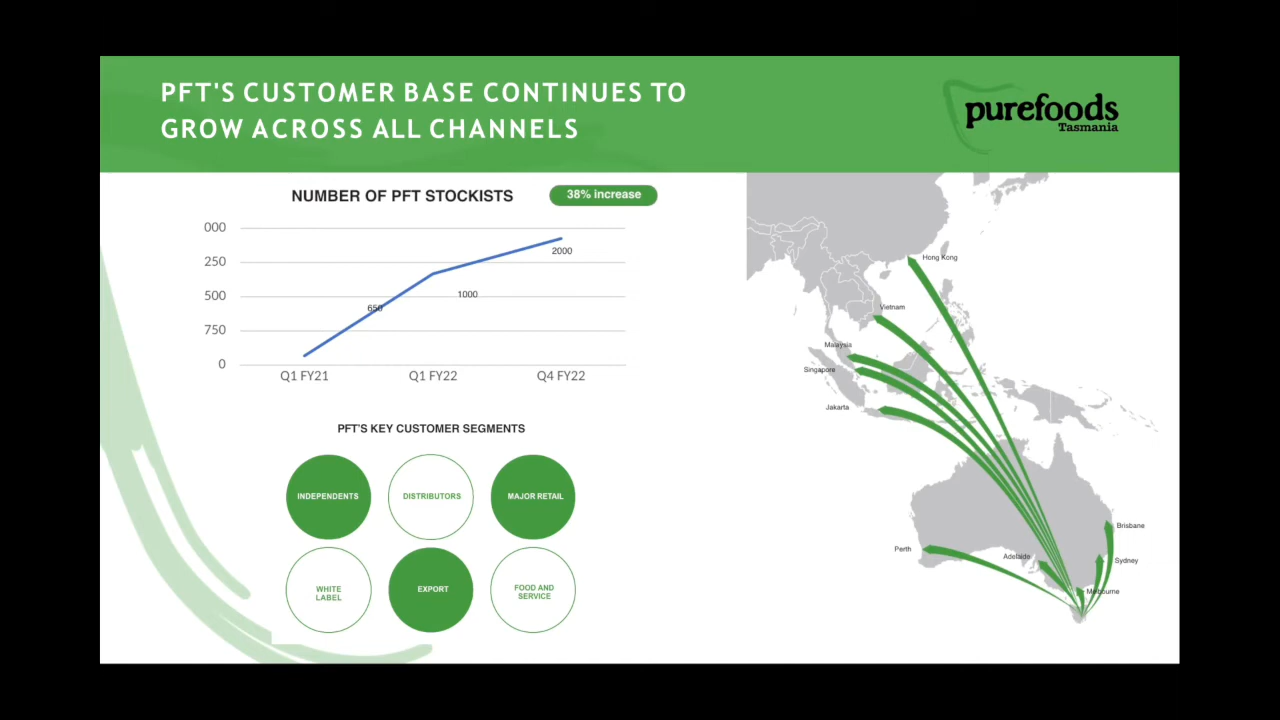 PFT'S CUSTOMER BASE CONTINUES TO
GROW ACROSS ALL CHANNELS
purefoods
Tasmania
NUMBER OF PFT STOCKISTS
38% increase
000
250
500
750
0
650
1000
2000
Q1 FY21
Q1 FY22
Q4 FY22
PFT'S KEY CUSTOMER SEGMENTS
INDEPENDENTS
DISTRIBUTORS
MAJOR RETAIL
WHITE
LABEL
EXPORT
FOOD AND
SERVICE
Hong Kong
Vietnam
Malaysia
Singapore
Jakarta
Brisbane
Perth
Adelaide
Sydney
Melbourne